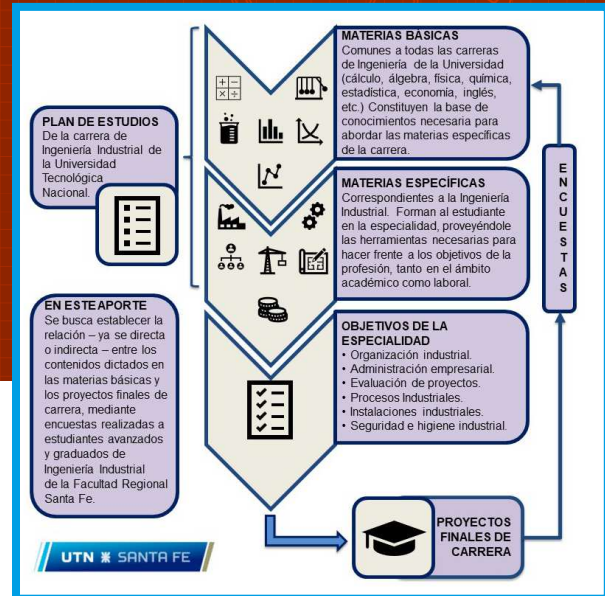 PLAN DE ESTUDIOS
De la carrera de
Ingeniería Industrial de
la Universidad
Tecnológica
Nacional.
MATERIAS BÁSICAS
Comunes a todas las carreras
de Ingeniería de la Universidad
(cálculo, álgebra, física, química,
estadística, economía, inglés,
etc.) Constituyen la base de
conocimientos necesaria para
abordar las materias específicas
de la carrera.
MATERIAS ESPECÍFICAS
Correspondientes a la Ingeniería
Industrial. Forman al estudiante
en la especialidad, proveyéndole
las herramientas necesarias para
hacer frente a los objetivos de la
profesión, tanto en el ámbito
académico como laboral.
EN ESTE APORTE
Se busca establecer la
relación – ya se directa
o indirecta – entre los
contenidos dictados en
las materias básicas y
los proyectos finales de
carrera, mediante
encuestas realizadas a
estudiantes avanzados
y graduados de
Ingeniería Industrial
de la Facultad Regional
Santa Fe.
OBJETIVOS DE LA
ESPECIALIDAD
• Organización industrial.
• Administración empresarial.
• Evaluación de proyectos.
• Procesos Industriales.
• Instalaciones industriales.
• Seguridad e higiene industrial.
PROYECTOS
FINALES DE
CARRERA
ENCUESTAS
UTN SANTA FE